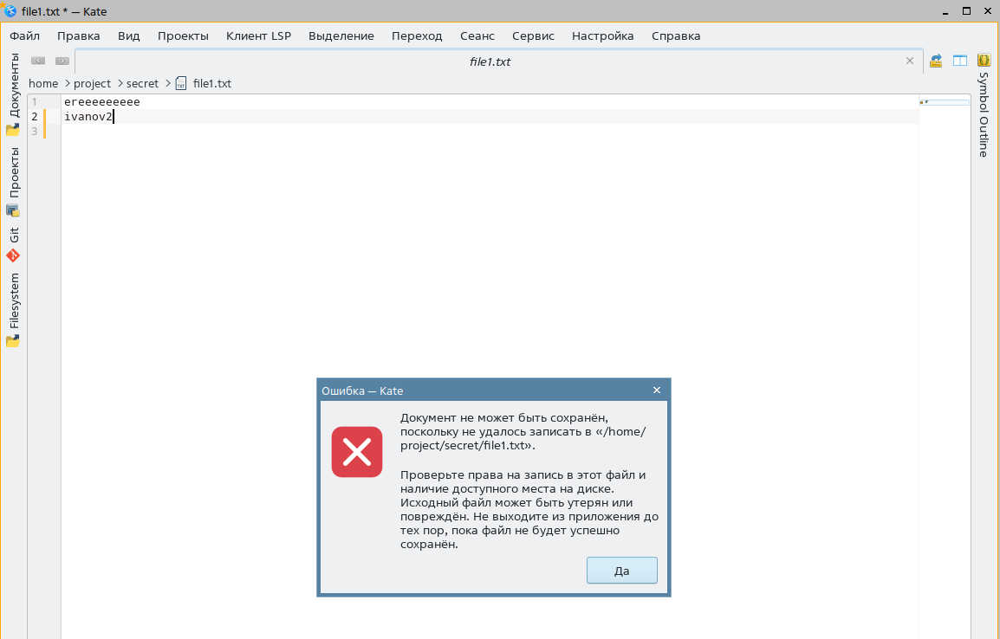 file1.txt * — Kate
Файл Правка Вид Проекты Клиент LSP Выделение Переход Сеанс Сервис Настройка Справка
file1.txt
home project secret file1.txt
Документы
Проекты
Git
Filesystem
Symbol Outline
1 ereeeeeeeee
2 ivanov2
3
Ошибка — Kate
Документ не может быть сохранён,
поскольку не удалось записать в «/home/
project/secret/file1.txt».
Проверьте права на запись в этот файл и
наличие доступного места на диске.
Исходный файл может быть утерян или
повреждён. Не выходите из приложения до
тех пор, пока файл не будет успешно
сохранён.
Да